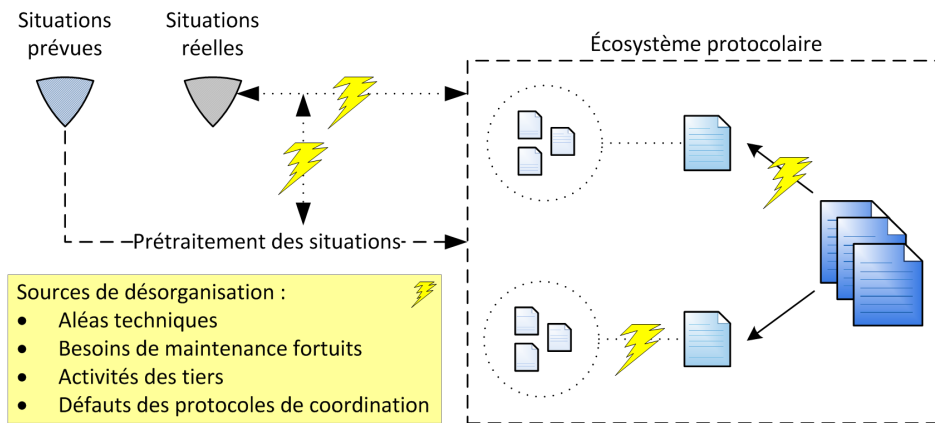 Situations
prévues
Situations
réelles
Écosystème protocolaire
Prétraitement des situations
Sources de désorganisation :
• Aléas techniques
• Besoins de maintenance fortuits
• Activités des tiers
• Défauts des protocoles de coordination